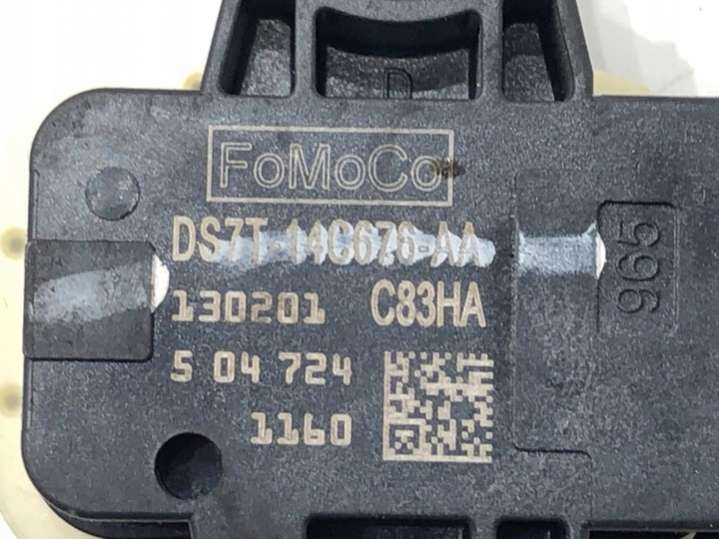 D
FoMoCo
DS7T-14C676-AA
130201 C83HA
5 04 724
1160
965